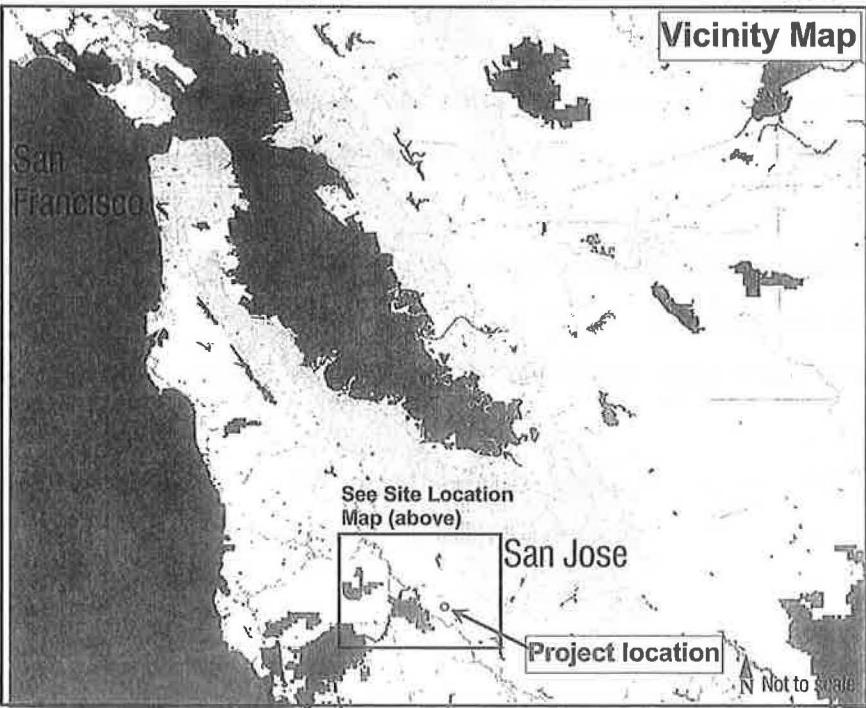 Vicinity Map
San
Francisco
See Site Location
Map (above)
San Jose
Project location
N Not to scale